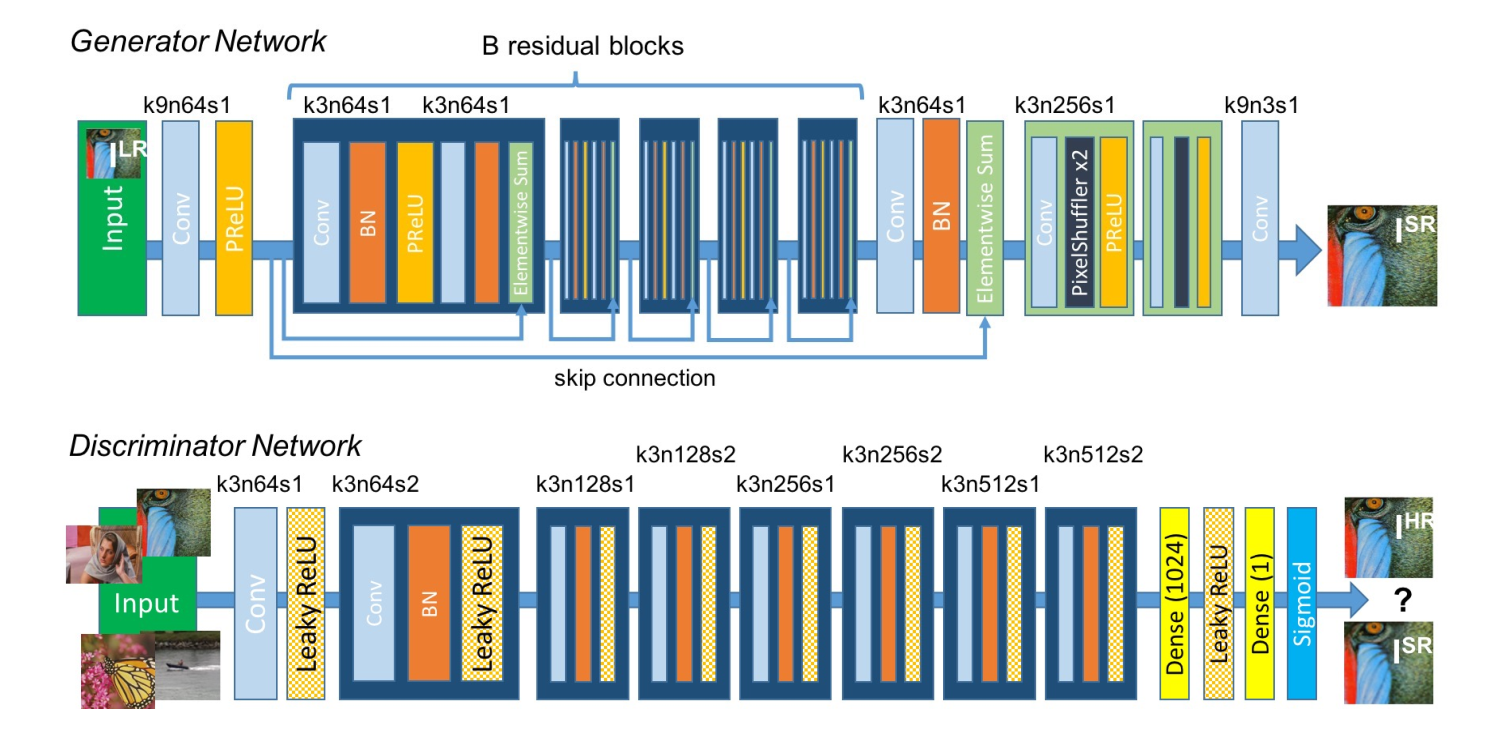 Generator Network
B residual blocks
k9n64s1
k3n64s1
k3n64s1
k3n64s1
k3n256s1
k9n3s1
I^LR
Input
Conv
PReLU
Conv
BN
PReLU
Elementwise Sum
Conv
BN
Elementwise Sum
Conv
PixelShuffler x2
PReLU
Conv
I^SR
skip connection
Discriminator Network
k3n64s1
k3n64s2
k3n128s1
k3n128s2
k3n256s1
k3n256s2
k3n512s1
k3n512s2
Input
Conv
Leaky ReLU
Conv
BN
Leaky ReLU
Dense (1024)
Leaky ReLU
Dense (1)
Sigmoid
I^HR
?
I^SR